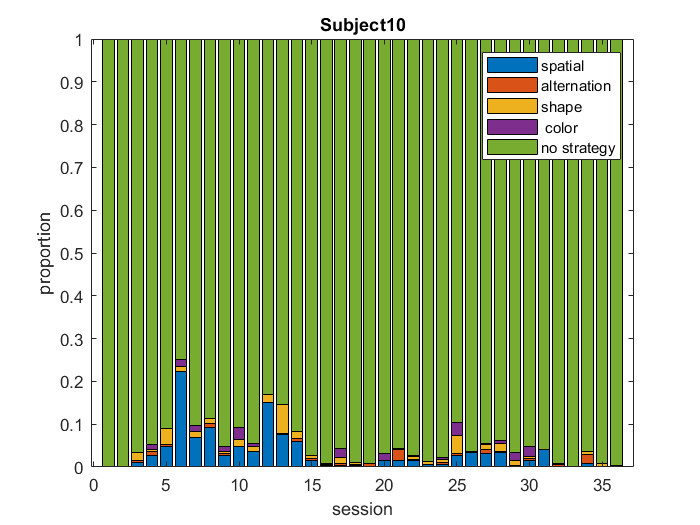 Subject10
1
0.9
0.8
0.7
0.6
0.5
0.4
0.3
0.2
0.1
0
proportion
spatial
alternation
shape
color
no strategy
0 5 10 15 20 25 30 35
session